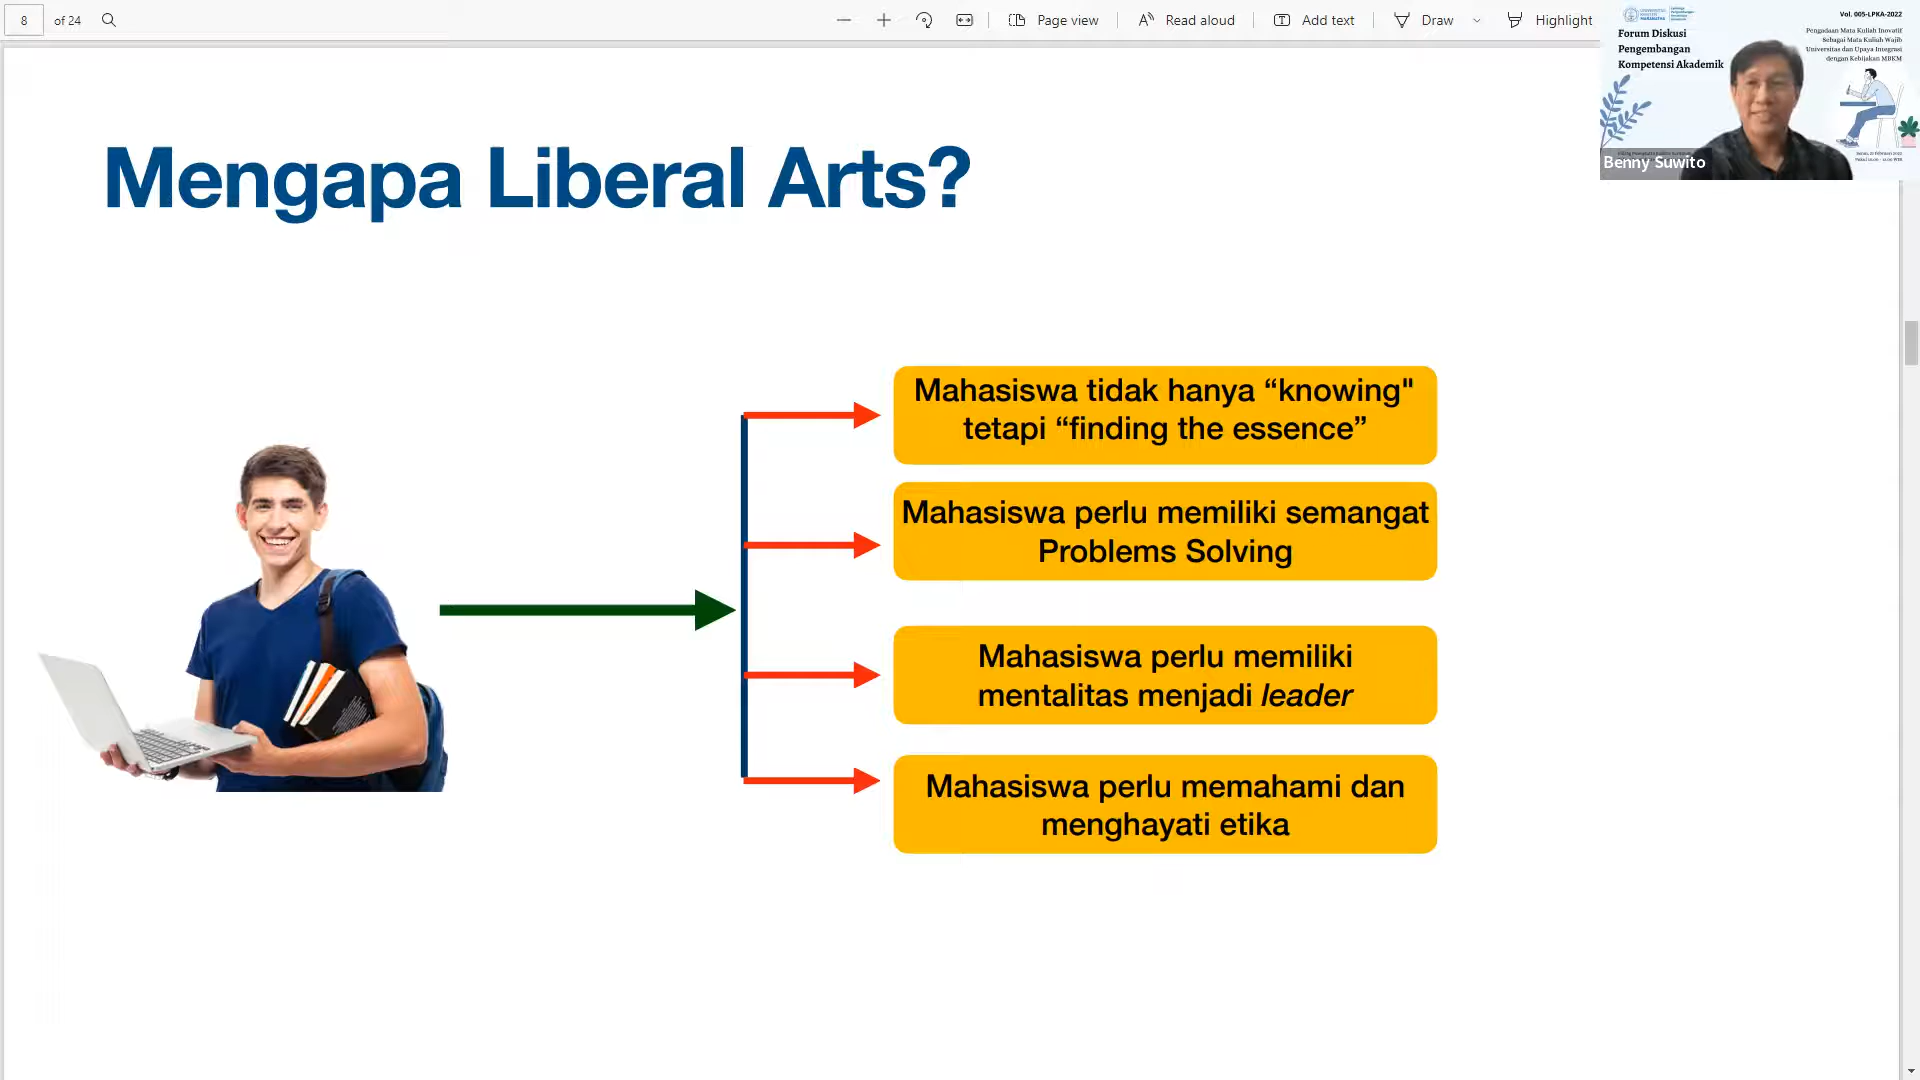 8 of 24
Page view
Read aloud
Add text
Draw
Highlight
UNIVERSITAS KRISTEN MARANATHA
Vol. 005-LPKA-2022
Forum Diskusi
Pengembangan
Kompetensi Akademik
Pengadaan Mata Kuliah Inovatif
Sebagai Mata Kuliah Wajib
Universitas dan Upaya Integrasi
dengan Kebijakan MBKM
Benny Suwito
Mengapa Liberal Arts?
Mahasiswa tidak hanya “knowing"
tetapi “finding the essence”
Mahasiswa perlu memiliki semangat
Problems Solving
Mahasiswa perlu memiliki
mentalitas menjadi leader
Mahasiswa perlu memahami dan
menghayati etika